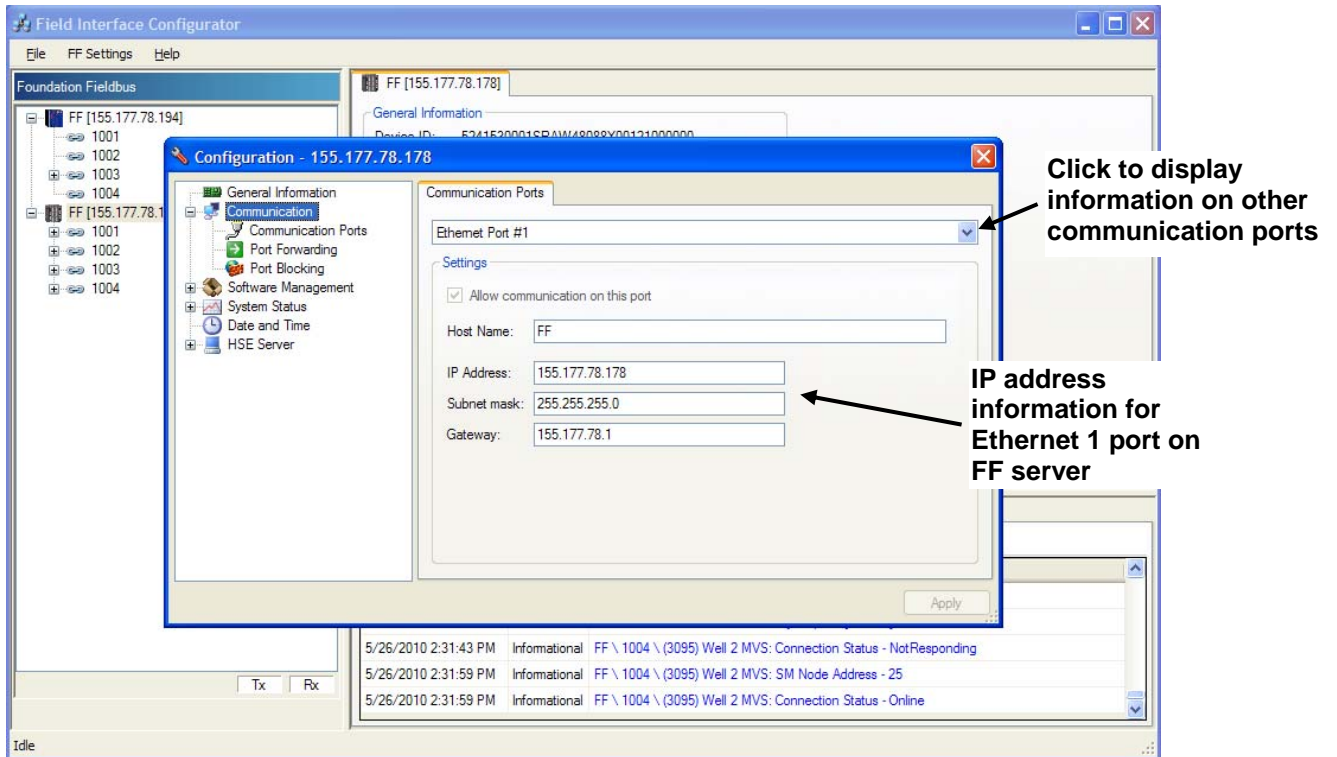 Field Interface Configurator
File FF Settings Help
Foundation Fieldbus
FF [155.177.78.194]
1001
1002
1003
1004
FF [155.177.78.1
1001
1002
1003
1004
Tx Rx
Idle
FF [155.177.78.178]
General Information
Device ID:
Configuration - 155.177.78.178
General Information
Communication
Communication Ports
Port Forwarding
Port Blocking
Software Management
System Status
Date and Time
HSE Server
Communication Ports
Ethernet Port #1
Settings
Allow communication on this port
Host Name: FF
IP Address: 155.177.78.178
Subnet mask: 255.255.255.0
Gateway: 155.177.78.1
Apply
5/26/2010 2:31:43 PM Informational FF \ 1004 \ (3095) Well 2 MVS: Connection Status - NotResponding
5/26/2010 2:31:59 PM Informational FF \ 1004 \ (3095) Well 2 MVS: SM Node Address - 25
5/26/2010 2:31:59 PM Informational FF \ 1004 \ (3095) Well 2 MVS: Connection Status - Online
Click to display
information on other
communication ports
IP address
information for
Ethernet 1 port on
FF server